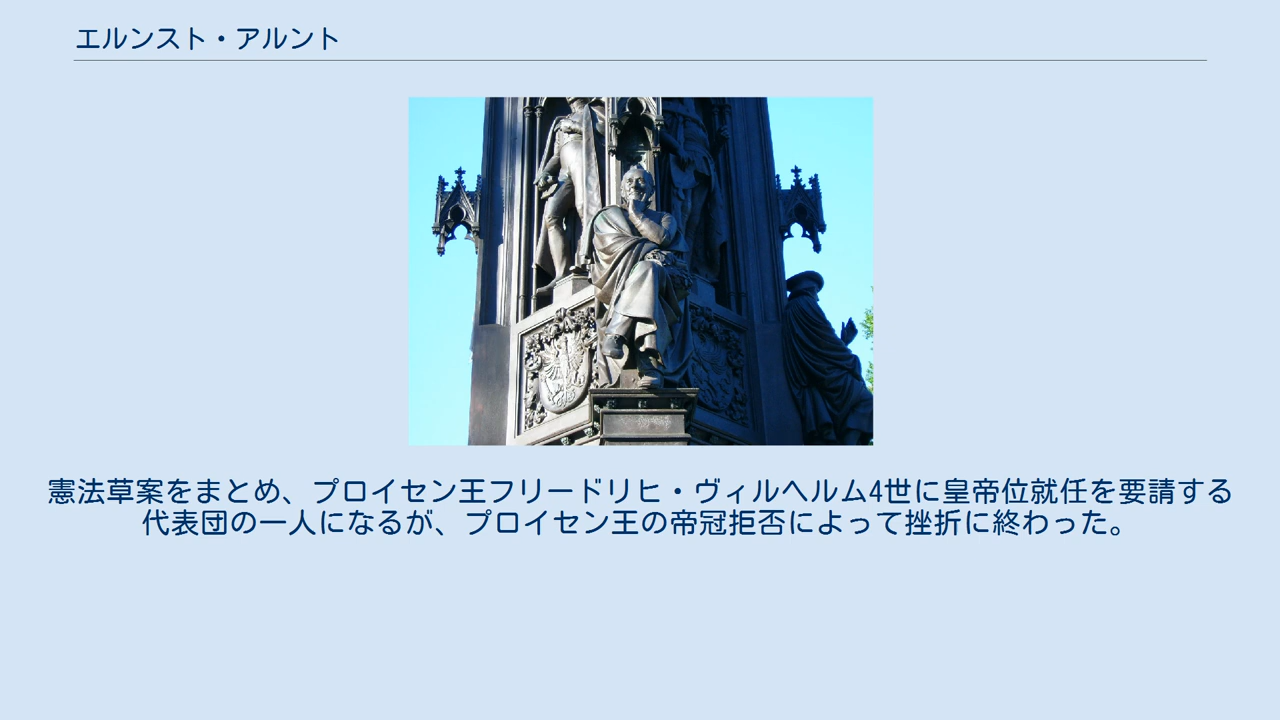 エルンスト・アルント
憲法草案をまとめ、プロイセン王フリードリヒ・ヴィルヘルム4世に皇帝位就任を要請する
代表団の一人になるが、プロイセン王の帝冠拒否によって挫折に終わった。